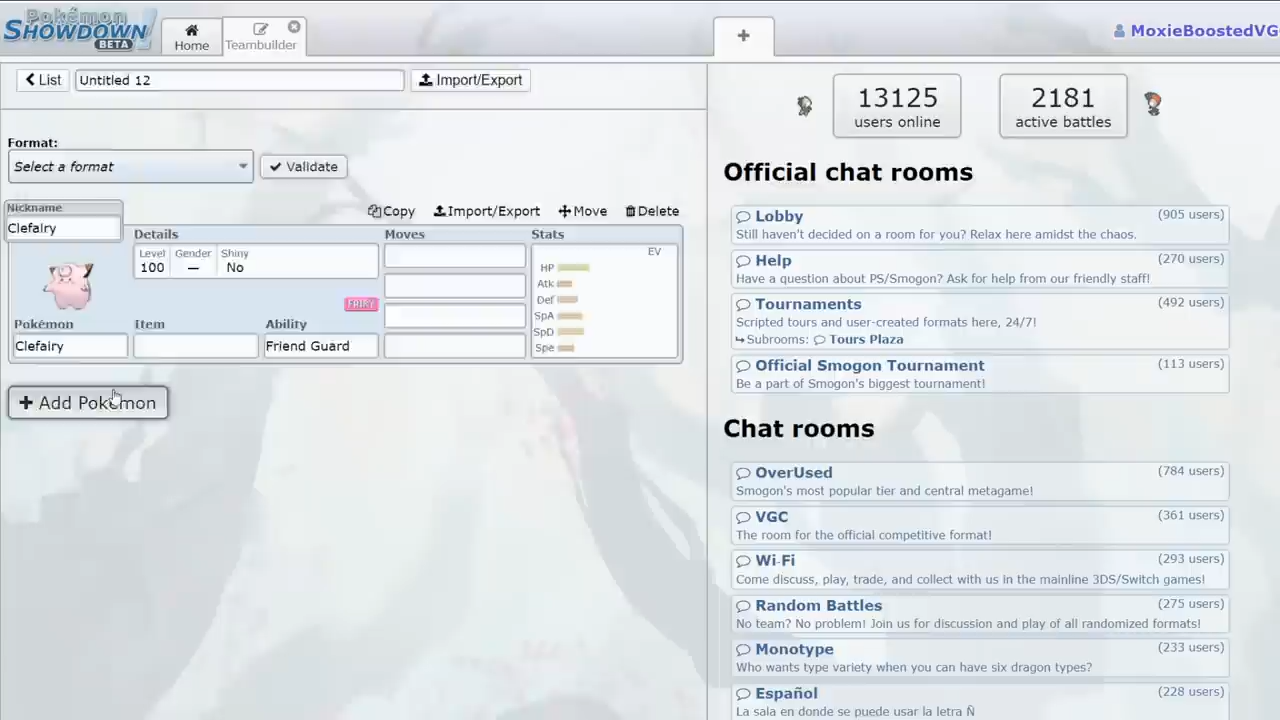 Pokémon
SHOWDOWN
BETA
Home
Teambuilder
+
MoxieBoostedVG
List
Untitled 12
Import/Export
Format:
Select a format
Validate
Nickname
Clefairy
Copy
Import/Export
Move
Delete
Details
Level
100
Gender
—
Shiny
No
FAIRY
Pokémon
Clefairy
Item
Ability
Friend Guard
Moves
Stats
EV
HP
Atk
Def
SpA
SpD
Spe
+ Add Pokémon
13125
users online
2181
active battles
Official chat rooms
Lobby (905 users)
Still haven't decided on a room for you? Relax here amidst the chaos.
Help (270 users)
Have a question about PS/Smogon? Ask for help from our friendly staff!
Tournaments (492 users)
Scripted tours and user-created formats here, 24/7!
↳Subrooms: Tours Plaza
Official Smogon Tournament (113 users)
Be a part of Smogon's biggest tournament!
Chat rooms
OverUsed (784 users)
Smogon's most popular tier and central metagame!
VGC (361 users)
The room for the official competitive format!
Wi-Fi (293 users)
Come discuss, play, trade, and collect with us in the mainline 3DS/Switch games!
Random Battles (275 users)
No team? No problem! Join us for discussion and play of all randomized formats!
Monotype (233 users)
Who wants type variety when you can have six dragon types?
Español (228 users)
La sala en donde se puede usar la letra Ñ